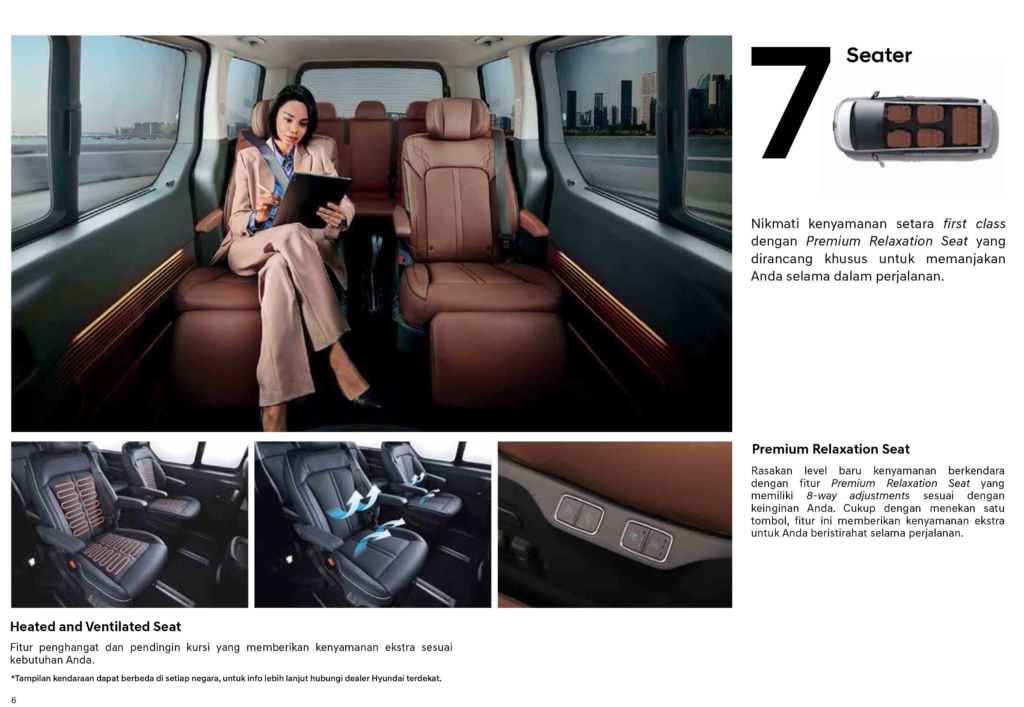 7 Seater
Nikmati kenyamanan setara first class
dengan Premium Relaxation Seat yang
dirancang khusus untuk memanjakan
Anda selama dalam perjalanan.
Premium Relaxation Seat
Rasakan level baru kenyamanan berkendara
dengan fitur Premium Relaxation Seat yang
memiliki 8-way adjustments sesuai dengan
keinginan Anda. Cukup dengan menekan satu
tombol, fitur ini memberikan kenyamanan ekstra
untuk Anda beristirahat selama perjalanan.
Heated and Ventilated Seat
Fitur penghangat dan pendingin kursi yang memberikan kenyamanan ekstra sesuai
kebutuhan Anda.
*Tampilan kendaraan dapat berbeda di setiap negara, untuk info lebih lanjut hubungi dealer Hyundai terdekat.
6